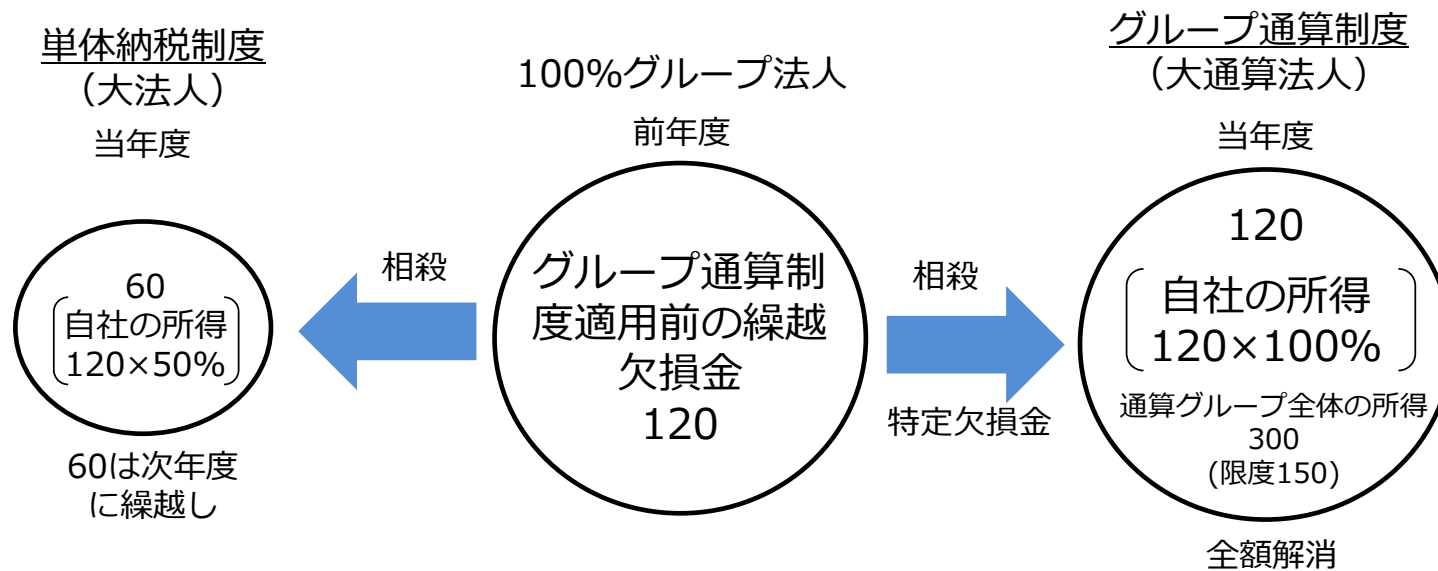 単体納税制度
（大法人）
当年度
60
自社の所得
120×50%
60は次年度
に繰越し
相殺
100%グループ法人
前年度
グループ通算制
度適用前の繰越
欠損金
120
相殺
特定欠損金
グループ通算制度
（大通算法人）
当年度
120
自社の所得
120×100%
通算グループ全体の所得
300
(限度150)
全額解消